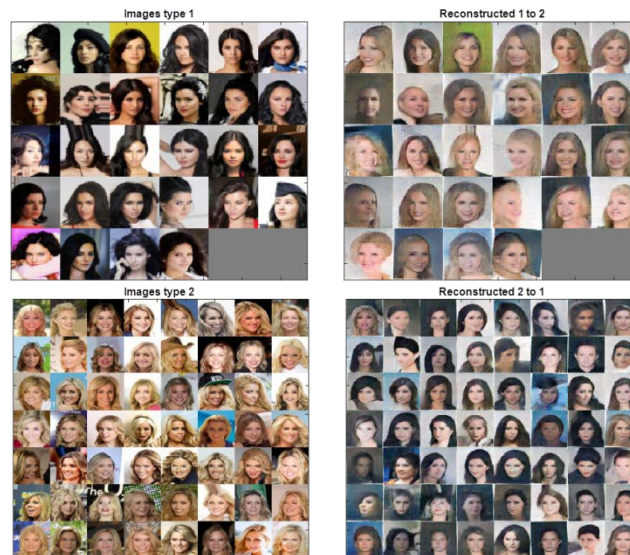 Images type 1
Reconstructed 1 to 2
Images type 2
Reconstructed 2 to 1